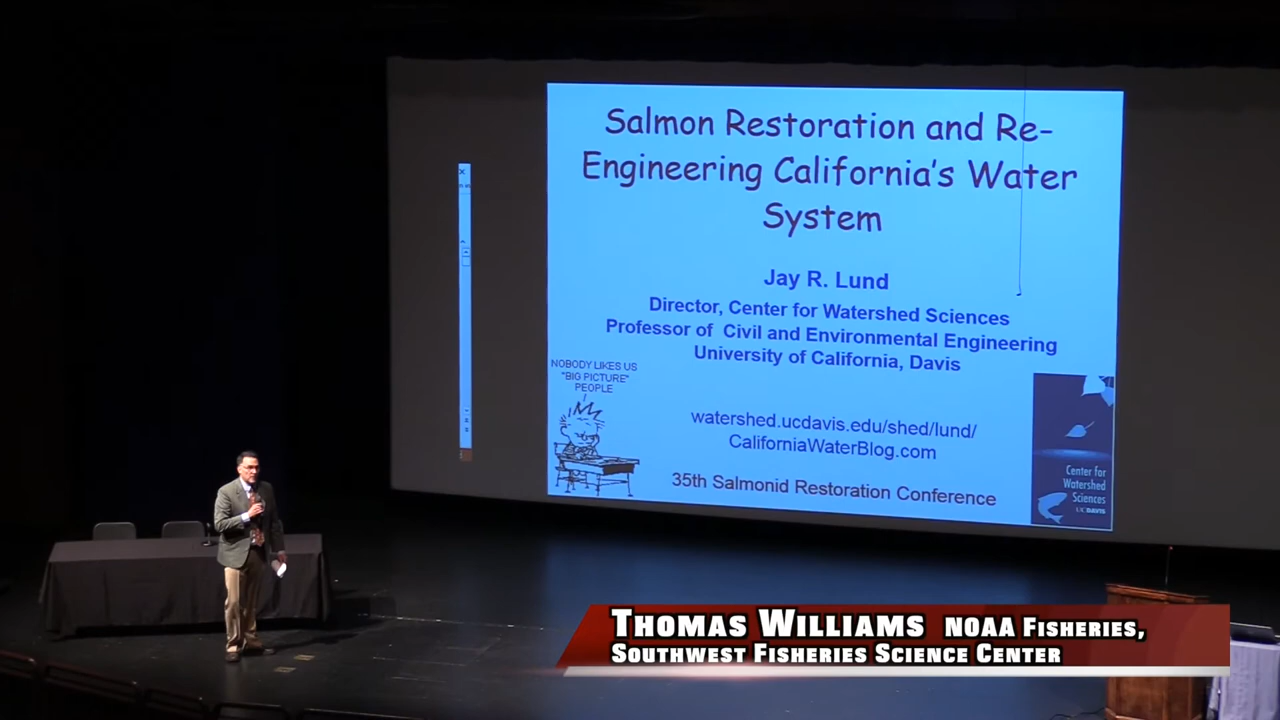 Salmon Restoration and Re-
Engineering California's Water
System
Jay R. Lund
Director, Center for Watershed Sciences
Professor of Civil and Environmental Engineering
University of California, Davis
NOBODY LIKES US
"BIG PICTURE"
PEOPLE
watershed.ucdavis.edu/shed/lund/
CaliforniaWaterBlog.com
35th Salmonid Restoration Conference
Center for
Watershed
Sciences
UC DAVIS
THOMAS WILLIAMS NOAA FISHERIES,
SOUTHWEST FISHERIES SCIENCE CENTER